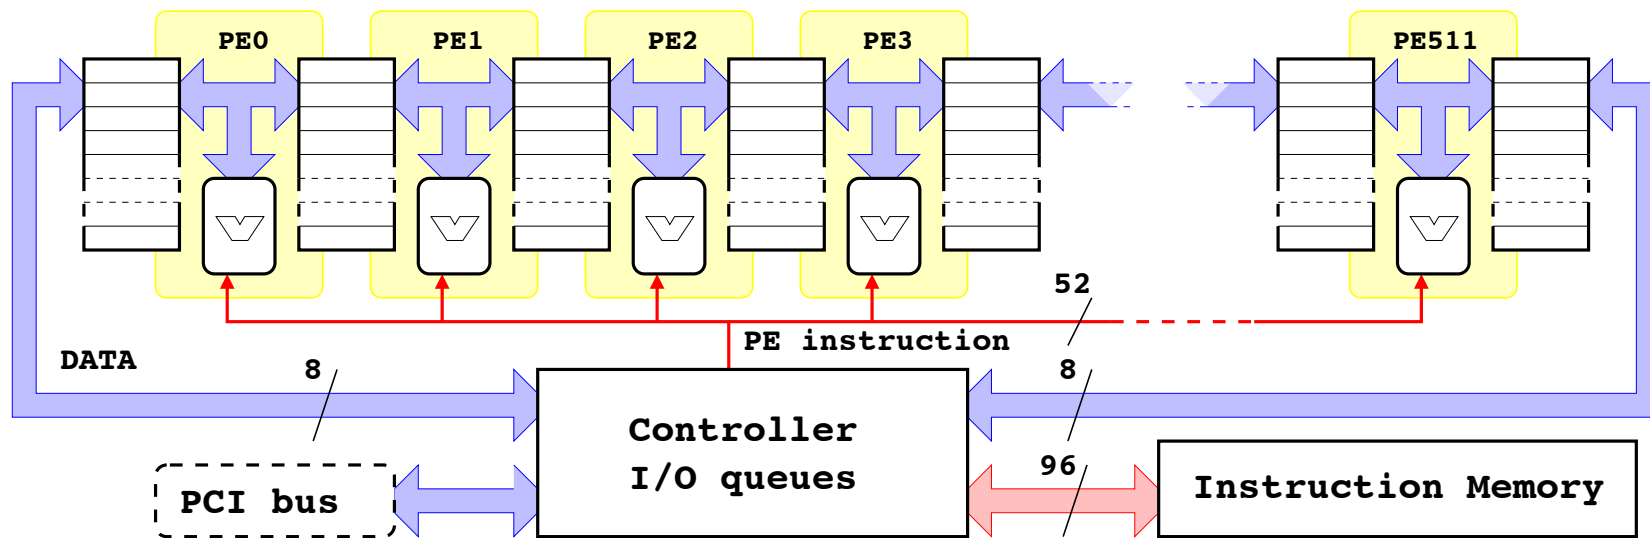 PE0 PE1 PE2 PE3 PE511
52
PE instruction
DATA
8 8
Controller
I/O queues
96
PCI bus
Instruction Memory